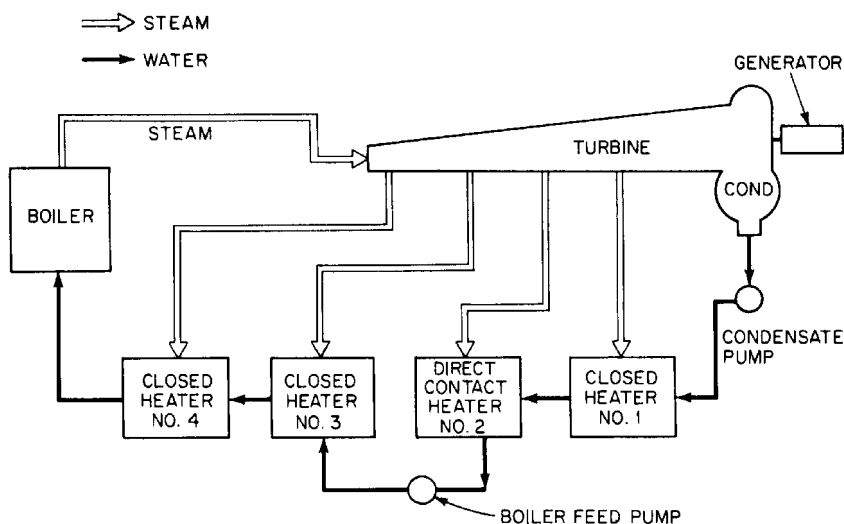 STEAM
WATER
GENERATOR
STEAM
TURBINE
BOILER
COND
CONDENSATE
PUMP
CLOSED
HEATER
NO. 4
CLOSED
HEATER
NO. 3
DIRECT
CONTACT
HEATER
NO. 2
CLOSED
HEATER
NO. 1
BOILER FEED PUMP